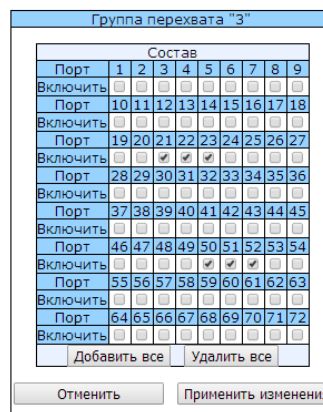 Группа перехвата "3"
Состав
Порт 1 2 3 4 5 6 7 8 9
Включить
Порт 10 11 12 13 14 15 16 17 18
Включить
Порт 19 20 21 22 23 24 25 26 27
Включить
Порт 28 29 30 31 32 33 34 35 36
Включить
Порт 37 38 39 40 41 42 43 44 45
Включить
Порт 46 47 48 49 50 51 52 53 54
Включить
Порт 55 56 57 58 59 60 61 62 63
Включить
Порт 64 65 66 67 68 69 70 71 72
Включить
Добавить все Удалить все
Отменить Применить изменения